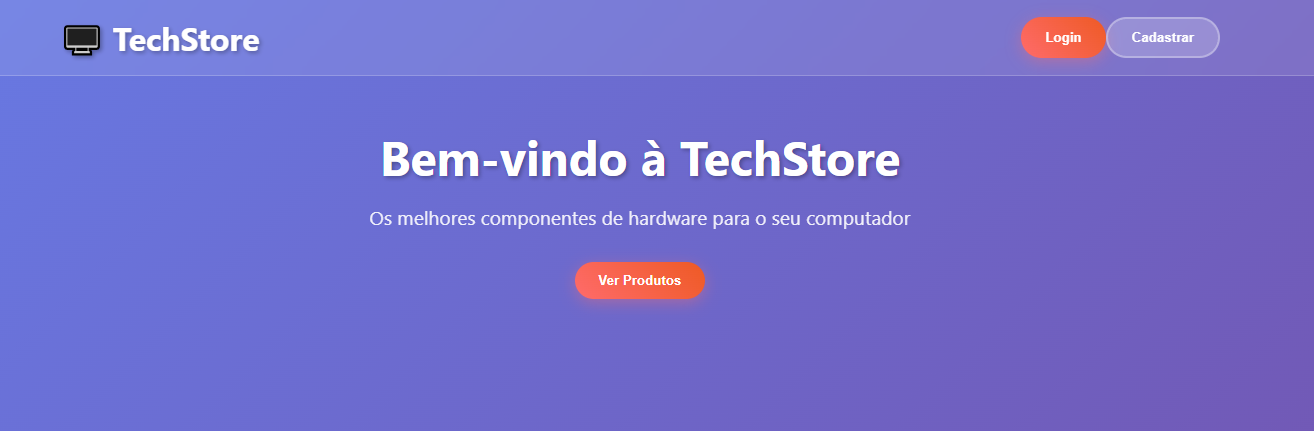 TechStore
Login
Cadastrar
Bem-vindo à TechStore
Os melhores componentes de hardware para o seu computador
Ver Produtos